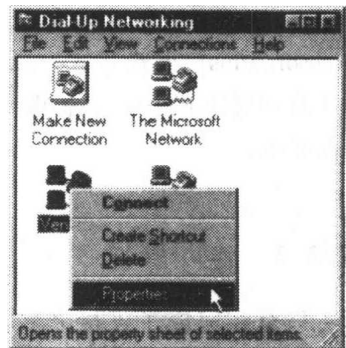 Dial-Up Networking
File Edit View Connections Help
Make New
Connection
The Microsoft
Network
Connect
Create Shortcut
Delete
Properties
Opens the property sheet of selected items.